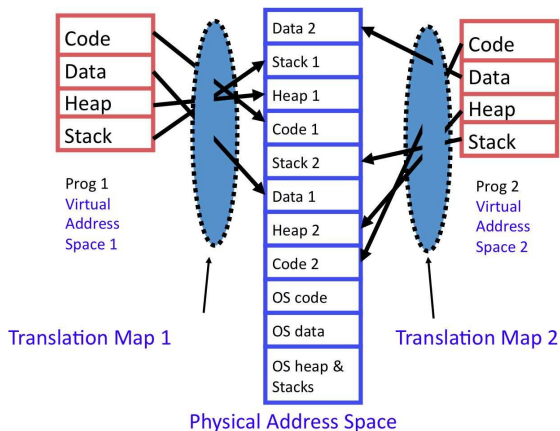 Code
Data
Heap
Stack
Prog 1
Virtual
Address
Space 1
Translation Map 1
Data 2
Stack 1
Heap 1
Code 1
Stack 2
Data 1
Heap 2
Code 2
OS code
OS data
OS heap &
Stacks
Physical Address Space
Code
Data
Heap
Stack
Prog 2
Virtual
Address
Space 2
Translation Map 2